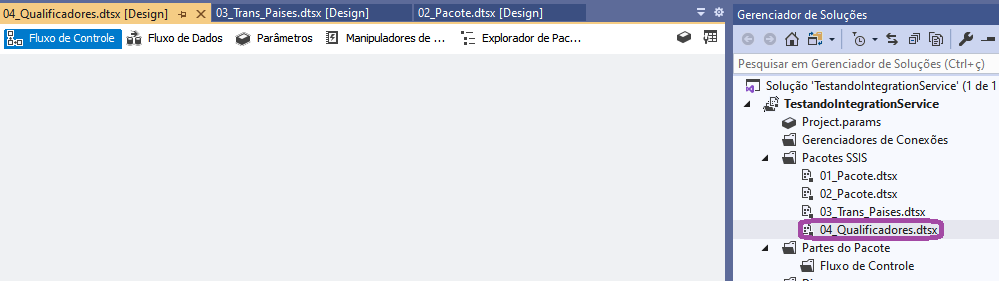 04_Qualificadores.dtsx [Design] 03_Trans_Paises.dtsx [Design] 02_Pacote.dtsx [Design]
Fluxo de Controle Fluxo de Dados Parâmetros Manipuladores de ... Explorador de Pac...
Gerenciador de Soluções
Pesquisar em Gerenciador de Soluções (Ctrl+ç)
Solução 'TestandoIntegrationService' (1 de 1
TestandoIntegrationService
Project.params
Gerenciadores de Conexões
Pacotes SSIS
01_Pacote.dtsx
02_Pacote.dtsx
03_Trans_Paises.dtsx
04_Qualificadores.dtsx
Partes do Pacote
Fluxo de Controle